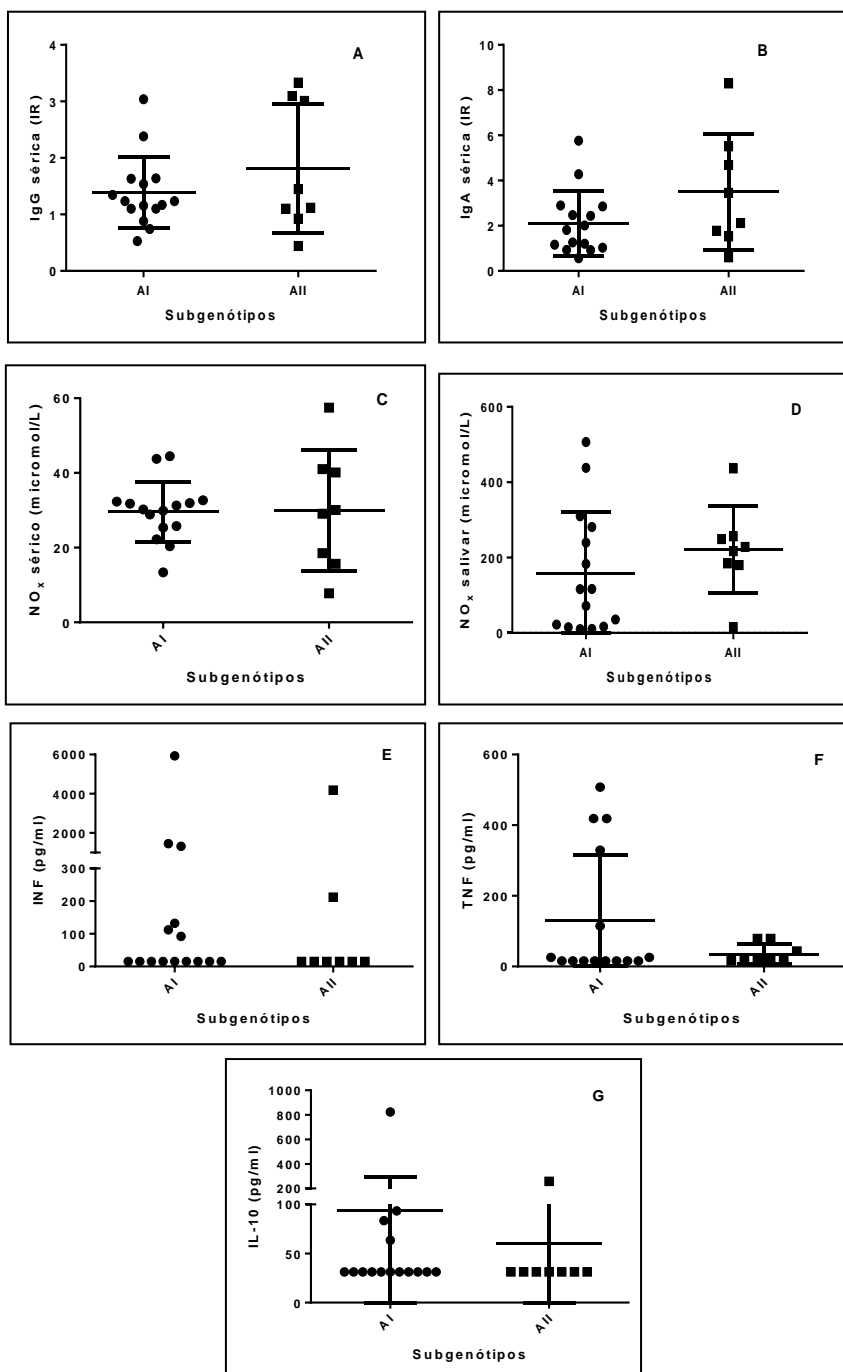 A
IgG sérica (IR)
4
3
2
1
0
AI
AII
Subgenótipos
B
IgA sérica (IR)
10
8
6
4
2
0
AI
AII
Subgenótipos
C
NOx sérico (micromol/L)
60
40
20
0
AI
AII
Subgenótipos
D
NOx salivar (micromol/L)
600
400
200
0
AI
AII
Subgenótipos
E
INF (pg/ml)
6000
4000
2000
300
200
100
0
AI
AII
Subgenótipos
F
TNF (pg/ml)
600
400
200
0
AI
AII
Subgenótipos
G
IL-10 (pg/ml)
1000
800
600
400
200
100
50
0
AI
AII
Subgenótipos